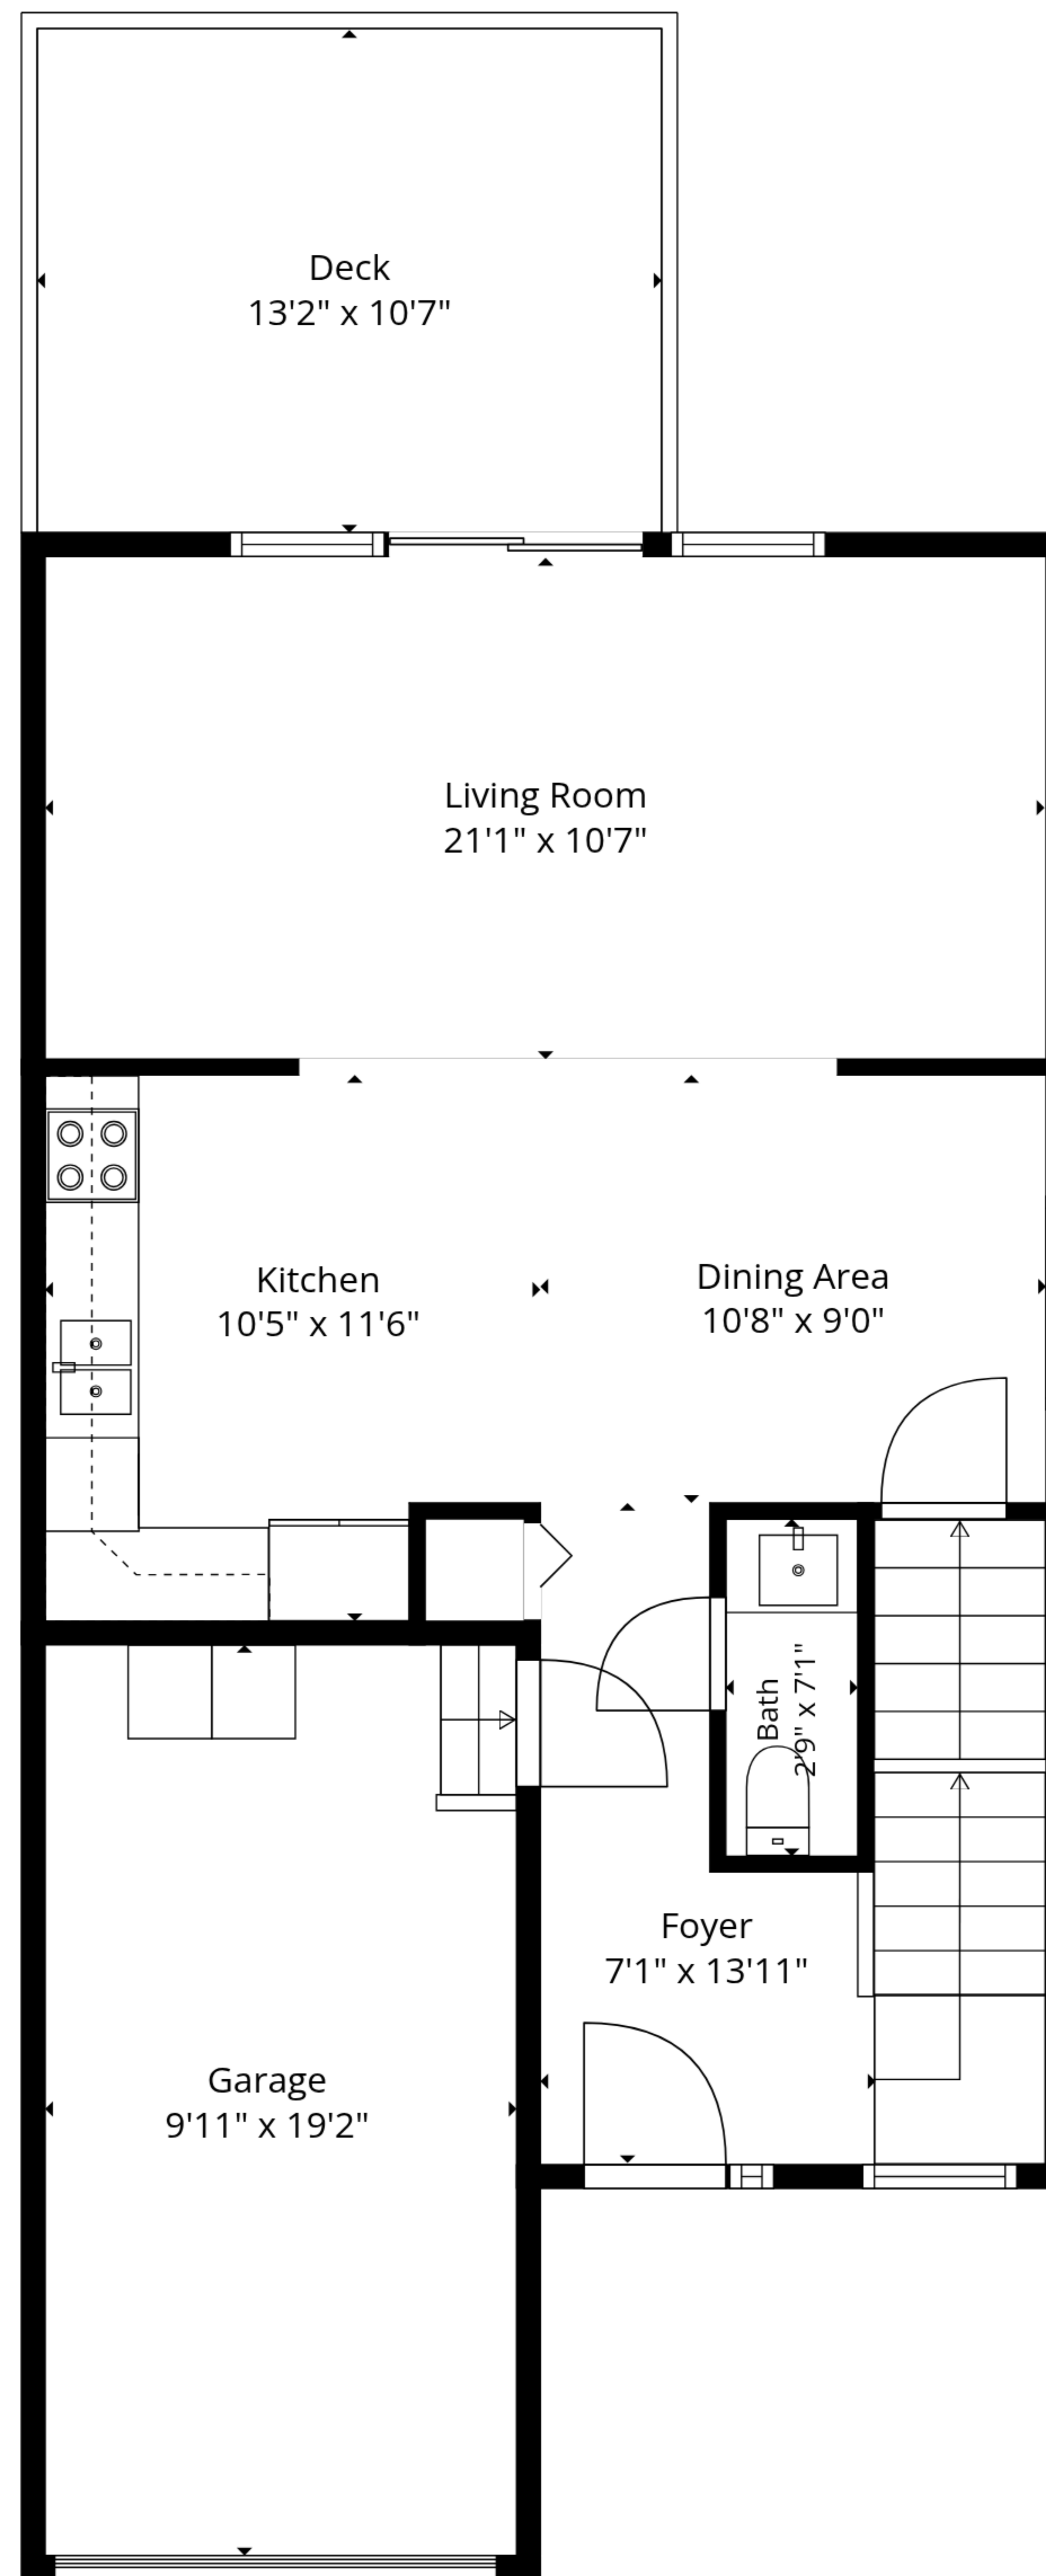 Deck
13'2" x 10'7"
Living Room
21'1" x 10'7"
Kitchen
10'5" x 11'6"
Dining Area
10'8" x 9'0"
Bath
2'9" x 7'1"
Foyer
7'1" x 13'11"
Garage
9'11" x 19'2"